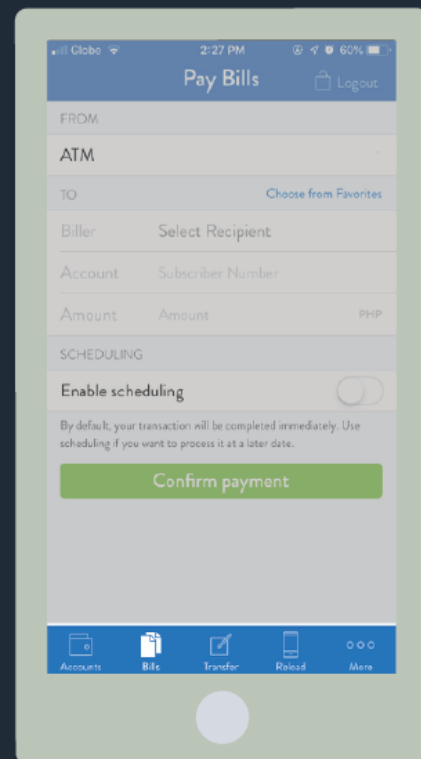 Globe 2:27 PM 60%
Pay Bills Logout
FROM
ATM
TO Choose from Favorites
Biller Select Recipient
Account Subscriber Number
Amount Amount PHP
SCHEDULING
Enable scheduling
By default, your transaction will be completed immediately. Use
scheduling if you want to process it at a later date.
Confirm payment
Accounts Bills Transfer Reload More